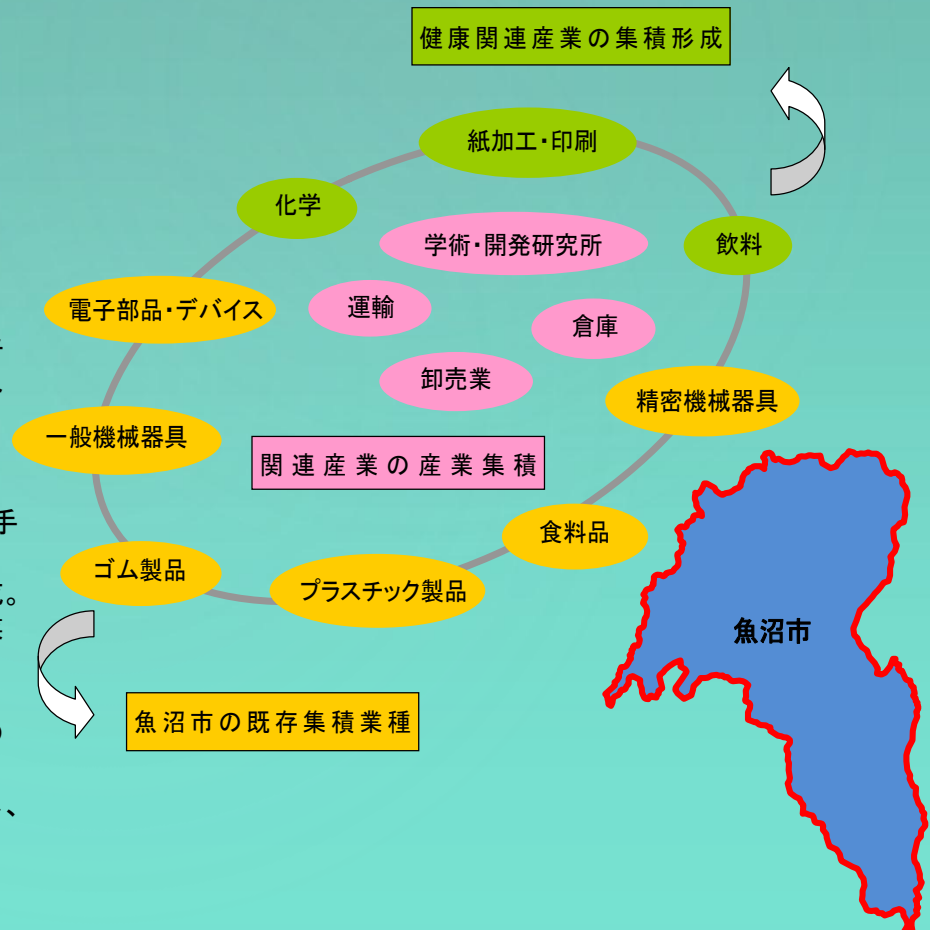 健康関連産業の集積形成
紙加工・印刷
化学
学術・開発研究所
飲料
電子部品・デバイス
運輸
倉庫
卸売業
精密機械器具
一般機械器具
関連産業の産業集積
手
食料品
ゴム製品
プラスチック製品
。
魚沼市
魚沼市の既存集積業種
、